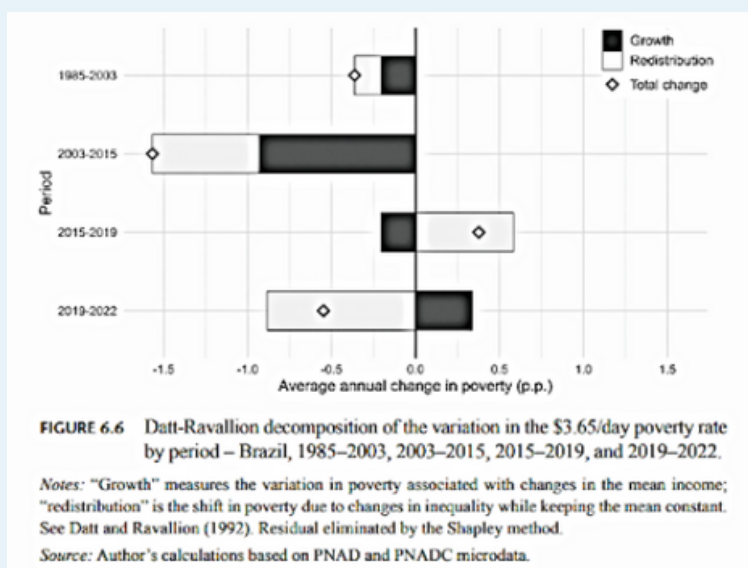 Growth
Redistribution
Total change
1985-2003
2003-2015
2015-2019
2019-2022
Period
-1.5 -1.0 -0.5 0.0 0.5 1.0 1.5
Average annual change in poverty (p.p.)
FIGURE 6.6 Datt-Ravallion decomposition of the variation in the $3.65/day poverty rate
by period – Brazil, 1985–2003, 2003–2015, 2015–2019, and 2019–2022.
Notes: “Growth” measures the variation in poverty associated with changes in the mean income;
“redistribution” is the shift in poverty due to changes in inequality while keeping the mean constant.
See Datt and Ravallion (1992). Residual eliminated by the Shapley method.
Source: Author’s calculations based on PNAD and PNADC microdata.